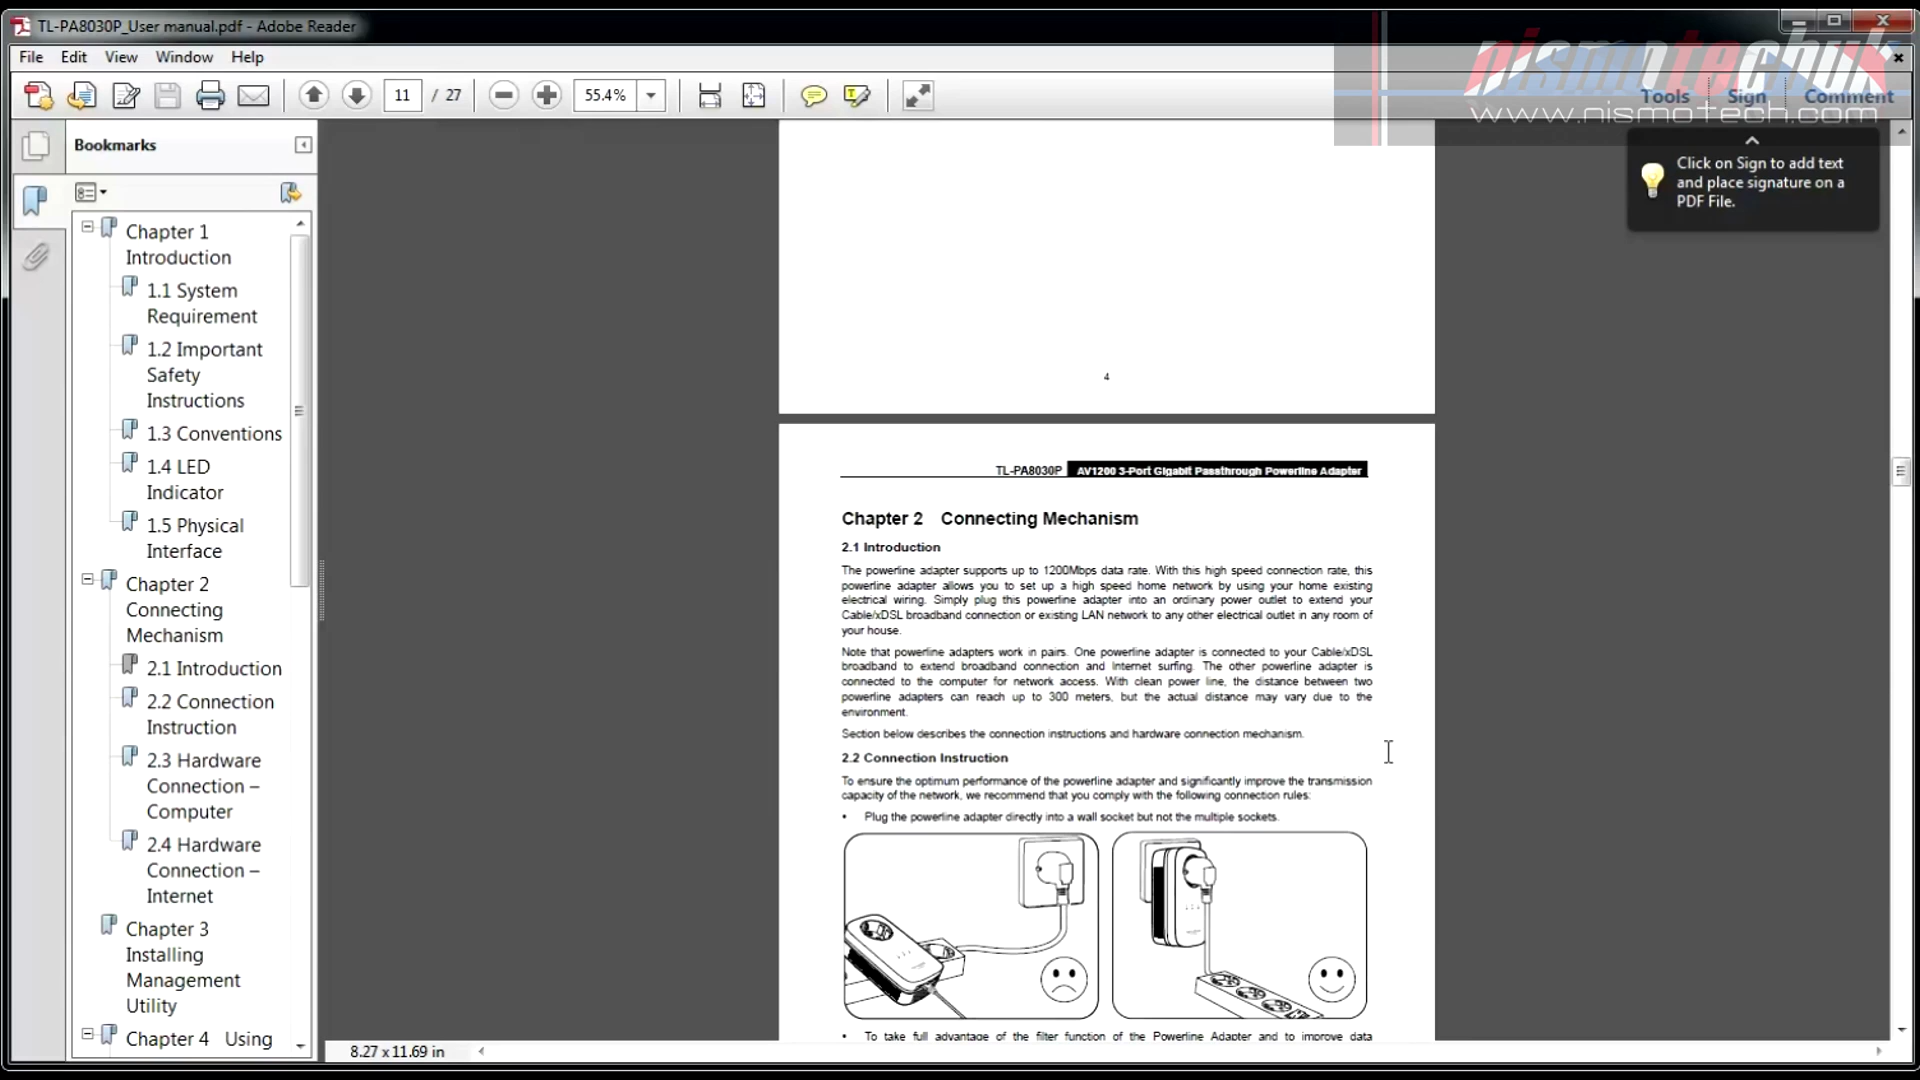 TL-PA8030P_User manual.pdf - Adobe Reader
File Edit View Window Help
nismotechuk
www.nismotech.com
11 / 27
55.4%
Tools Sign Comment
Click on Sign to add text
and place signature on a
PDF File.
Bookmarks
Chapter 1
Introduction
1.1 System
Requirement
1.2 Important
Safety
Instructions
1.3 Conventions
1.4 LED
Indicator
1.5 Physical
Interface
Chapter 2
Connecting
Mechanism
2.1 Introduction
2.2 Connection
Instruction
2.3 Hardware
Connection –
Computer
2.4 Hardware
Connection –
Internet
Chapter 3
Installing
Management
Utility
Chapter 4 Using
4
TL-PA8030P AV1200 3-Port Gigabit Passthrough Powerline Adapter
Chapter 2 Connecting Mechanism
2.1 Introduction
The powerline adapter supports up to 1200Mbps data rate. With this high speed connection rate, this
powerline adapter allows you to set up a high speed home network by using your home existing
electrical wiring. Simply plug this powerline adapter into an ordinary power outlet to extend your
Cable/xDSL broadband connection or existing LAN network to any other electrical outlet in any room of
your house.
Note that powerline adapters work in pairs. One powerline adapter is connected to your Cable/xDSL
broadband to extend broadband connection and Internet surfing. The other powerline adapter is
connected to the computer for network access. With clean power line, the distance between two
powerline adapters can reach up to 300 meters, but the actual distance may vary due to the
environment.
Section below describes the connection instructions and hardware connection mechanism.
2.2 Connection Instruction
To ensure the optimum performance of the powerline adapter and significantly improve the transmission
capacity of the network, we recommend that you comply with the following connection rules:
• Plug the powerline adapter directly into a wall socket but not the multiple sockets.
• To take full advantage of the filter function of the Powerline Adapter and to improve data
8.27 x 11.69 in